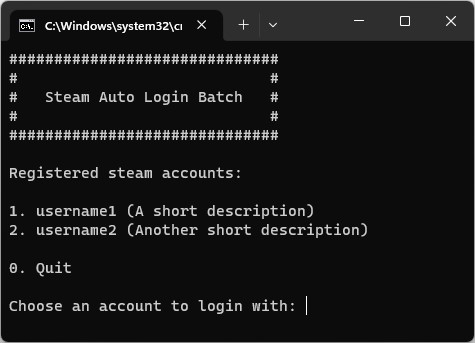 C:\Windows\system32\cr
##############################
#                            #
#   Steam Auto Login Batch   #
#                            #
##############################
Registered steam accounts:
1. username1 (A short description)
2. username2 (Another short description)
0. Quit
Choose an account to login with: